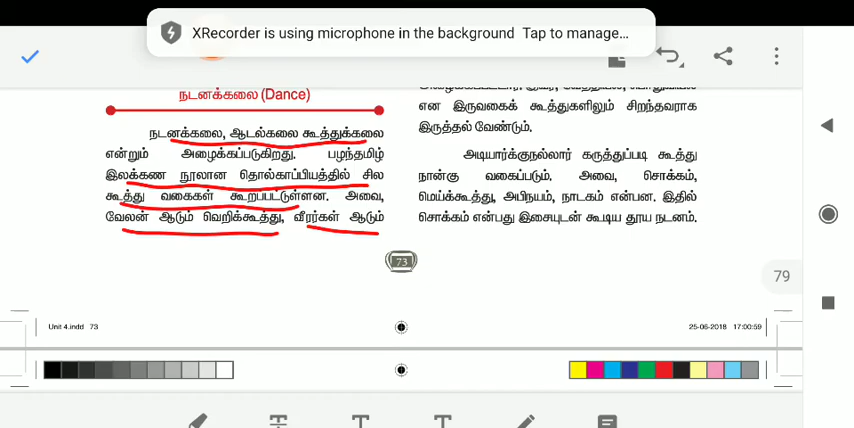 XRecorder is using microphone in the background Tap to manage...
நடனக்கலை (Dance)
நடனக்கலை, ஆடல்கலை கூத்துக்கலை
என்றும் அழைக்கப்படுகிறது. பழந்தமிழ்
இலக்கண நூலான தொல்காப்பியத்தில் சில
கூத்து வகைகள் கூறப்பட்டுள்ளன. அவை,
வேலன் ஆடும் வெறிக்கூத்து, வீரர்கள் ஆடும்
என இருவகைக் கூத்துகளிலும் சிறந்தவராக
இருத்தல் வேண்டும்.
அடியார்க்குநல்லார் கருத்துப்படி கூத்து
நான்கு வகைப்படும். அவை, சொக்கம்,
மெய்க்கூத்து, அபிநயம், நாடகம் என்பன. இதில்
சொக்கம் என்பது இசையுடன் கூடிய தூய நடனம்.
73
79
Unit 4.indd 73
25-06-2018 17:00:59